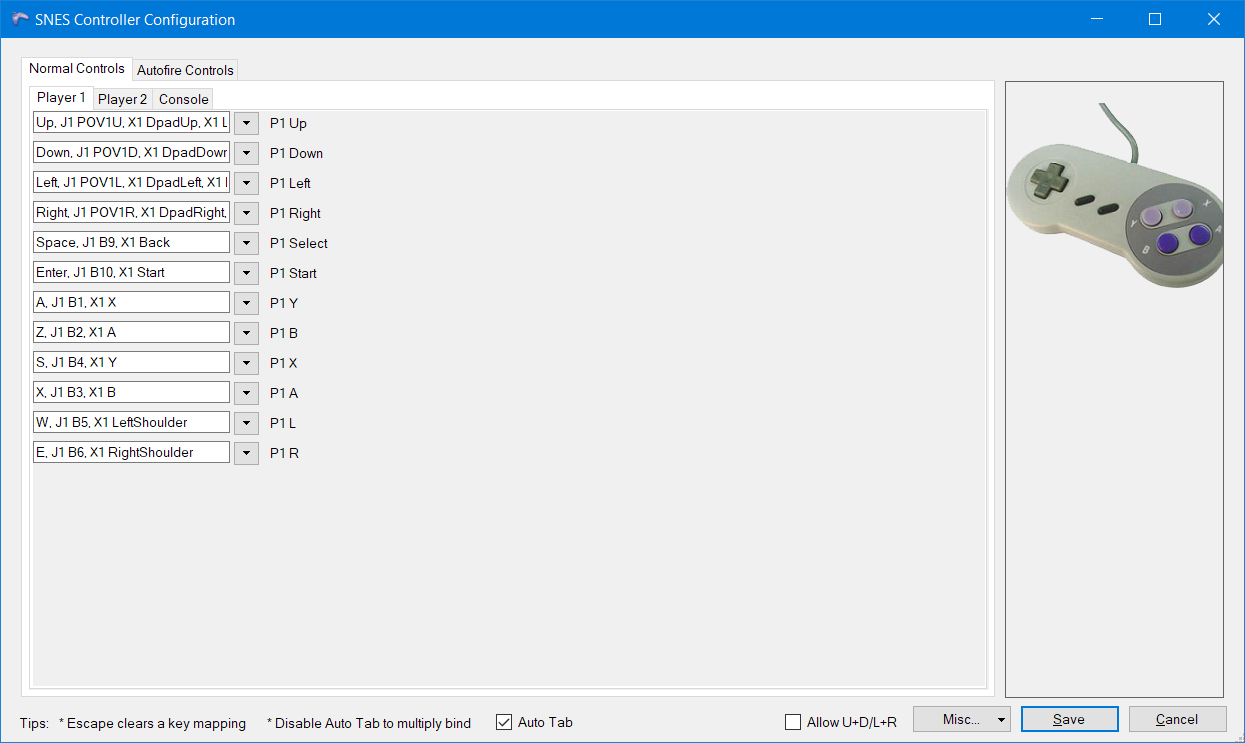 SNES Controller Configuration
Normal Controls Autofire Controls
Player 1 Player 2 Console
Up, J1 POV1U, X1 DpadUp, X1 L P1 Up
Down, J1 POV1D, X1 DpadDown P1 Down
Left, J1 POV1L, X1 DpadLeft, X1 P1 Left
Right, J1 POV1R, X1 DpadRight, P1 Right
Space, J1 B9, X1 Back P1 Select
Enter, J1 B10, X1 Start P1 Start
A, J1 B1, X1 X P1 Y
Z, J1 B2, X1 A P1 B
S, J1 B4, X1 Y P1 X
X, J1 B3, X1 B P1 A
W, J1 B5, X1 LeftShoulder P1 L
E, J1 B6, X1 RightShoulder P1 R
X
Y
A
B
Tips: * Escape clears a key mapping * Disable Auto Tab to multiply bind Auto Tab Allow U+D/L+R Misc... Save Cancel